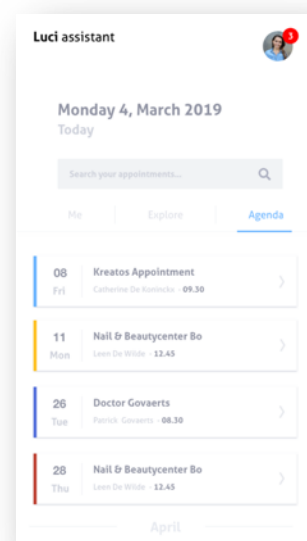 Luci assistant
3
Monday 4, March 2019
Today
Search your appointments...
Me Explore Agenda
08 Kreatos Appointment
Fri Catherine De Koninckx - 09.30
11 Nail & Beautycenter Bo
Mon Leen De Wilde - 12.45
26 Doctor Govaerts
Tue Patrick Govaerts - 08.30
28 Nail & Beautycenter Bo
Thu Leen De Wilde - 12.45
April